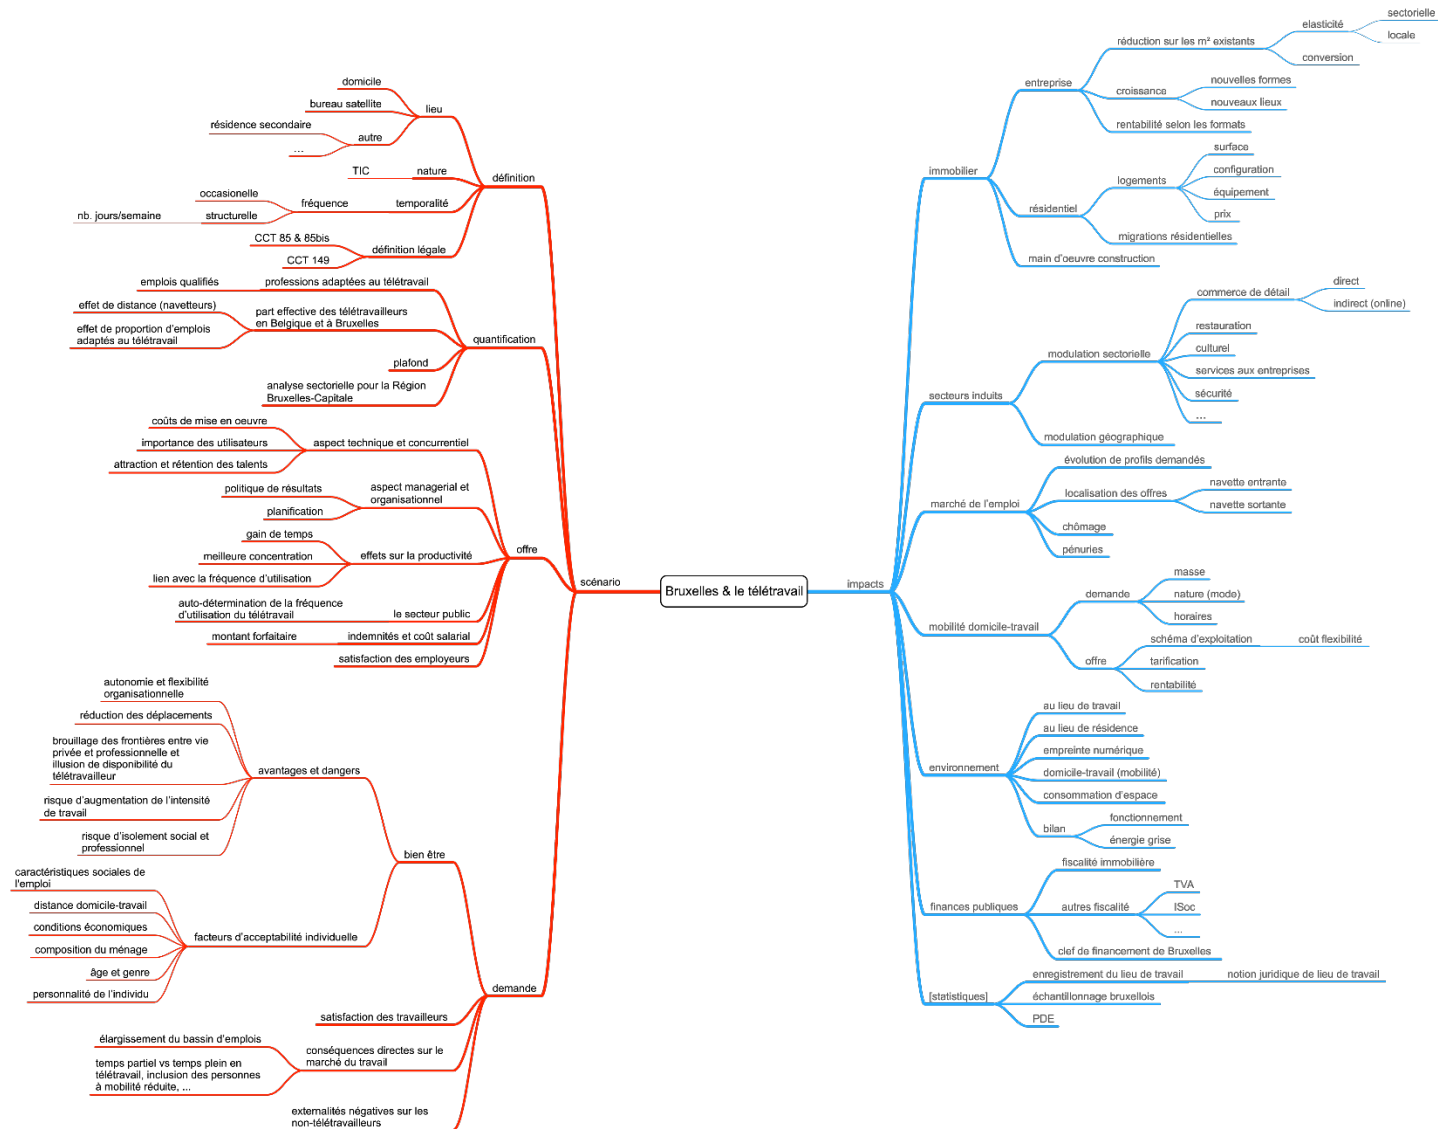 Bruxelles & le télétravail
scénario
définition
lieu
domicile
bureau satellite
autre
résidence secondaire
...
nature
TIC
temporalité
fréquence
occasionelle
structurelle
nb. jours/semaine
définition légale
CCT 85 & 85bis
CCT 149
quantification
professions adaptées au télétravail
emplois qualifiés
part effective des télétravailleurs
en Belgique et à Bruxelles
effet de distance (navetteurs)
effet de proportion d'emplois
adaptés au télétravail
plafond
analyse sectorielle pour la Région
Bruxelles-Capitale
offre
aspect technique et concurrentiel
coûts de mise en oeuvre
importance des utilisateurs
attraction et rétention des talents
aspect managerial et
organisationnel
politique de résultats
planification
effets sur la productivité
gain de temps
meilleure concentration
lien avec la fréquence d'utilisation
le secteur public
auto-détermination de la fréquence
d'utilisation du télétravail
indemnités et coût salarial
montant forfaitaire
satisfaction des employeurs
demande
bien être
avantages et dangers
autonomie et flexibilité
organisationnelle
réduction des déplacements
brouillage des frontières entre vie
privée et professionnelle et
illusion de disponibilité du
télétravailleur
risque d'augmentation de l'intensité
de travail
risque d'isolement social et
professionnel
facteurs d'acceptabilité individuelle
caractéristiques sociales de
l'emploi
distance domicile-travail
conditions économiques
composition du ménage
âge et genre
personnalité de l'individu
satisfaction des travailleurs
conséquences directes sur le
marché du travail
élargissement du bassin d'emplois
temps partiel vs temps plein en
télétravail, inclusion des personnes
à mobilité réduite, ...
externalités négatives sur les
non-télétravailleurs
impacts
immobilier
entreprise
réduction sur les m² existants
elasticité
sectorielle
locale
conversion
croissance
nouvelles formes
nouveaux lieux
rentabilité selon les formats
résidentiel
logements
surface
configuration
équipement
prix
migrations résidentielles
main d'oeuvre construction
secteurs induits
modulation sectorielle
commerce de détail
direct
indirect (online)
restauration
culturel
services aux entreprises
sécurité
...
modulation géographique
marché de l'emploi
évolution de profils demandés
localisation des offres
navette entrante
navette sortante
chômage
pénuries
mobilité domicile-travail
demande
masse
nature (mode)
horaires
offre
schéma d'exploitation
coût flexibilité
tarification
rentabilité
environnement
au lieu de travail
au lieu de résidence
empreinte numérique
domicile-travail (mobilité)
consommation d'espace
bilan
fonctionnement
énergie grise
finances publiques
fiscalité immobilière
autres fiscalité
TVA
ISoc
...
clef de financement de Bruxelles
[statistiques]
enregistrement du lieu de travail
notion juridique de lieu de travail
échantillonnage bruxellois
PDE